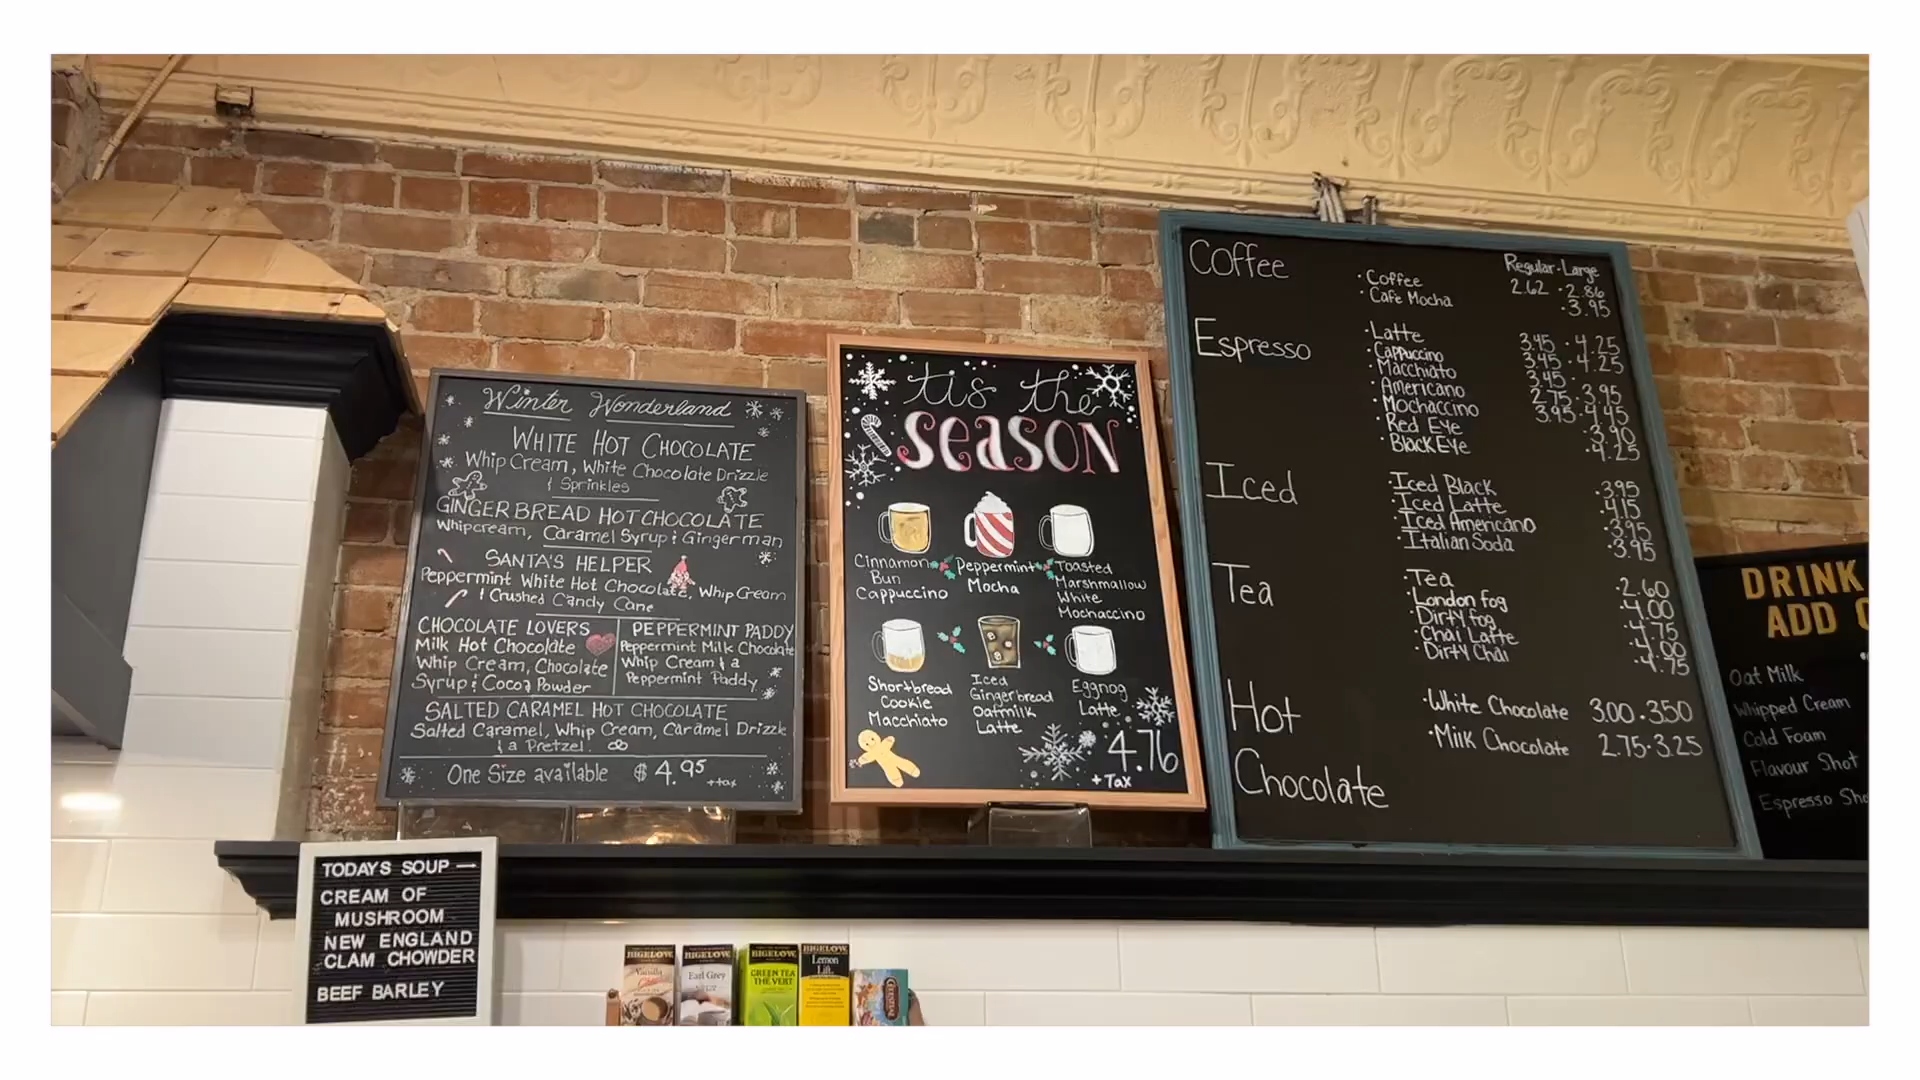 Winter Wonderland
WHITE HOT CHOCOLATE
Whip Cream, White Chocolate Drizzle
& Sprinkles
GINGERBREAD HOT CHOCOLATE
Whipcream, Caramel Syrup & Gingerman
SANTA'S HELPER
Peppermint White Hot Chocolate, Whip Cream
& Crushed Candy Cane
CHOCOLATE LOVERS
Milk Hot Chocolate
Whip Cream, Chocolate
Syrup & Cocoa Powder
PEPPERMINT PADDY
Peppermint Milk Chocolate
Whip Cream & a
Peppermint Paddy
SALTED CARAMEL HOT CHOCOLATE
Salted Caramel, Whip Cream, Caramel Drizzle
& a Pretzel.
One Size available $4.95 +tax
'tis the
SEASON
Cinnamon
Bun
Cappuccino
Peppermint
Mocha
Toasted
Marshmallow
White
Mochaccino
Shortbread
Cookie
Macchiato
Iced
Gingerbread
Oatmilk
Latte
Eggnog
Latte
4.76
+Tax
Coffee
Regular · Large
· Coffee 2.62 · 2.86
· Cafe Mocha · 3.95
Espresso
· Latte 3.45 · 4.25
· Cappuccino 3.45 · 4.25
· Macchiato 3.45 ·
· Americano 2.75 · 3.95
· Mochaccino 3.95 · 4.45
· Red Eye · 3.90
· Black Eye · 4.25
Iced
· Iced Black · 3.95
· Iced Latte · 4.15
· Iced Americano · 3.95
· Italian Soda · 3.95
Tea
· Tea · 2.60
· London fog · 4.00
· Dirty fog · 4.75
· Chai Latte · 4.00
· Dirty Chai · 4.75
Hot
Chocolate
· White Chocolate 3.00 · 3.50
· Milk Chocolate 2.75 · 3.25
DRINK
ADD
Oat Milk
Whipped Cream
Cold Foam
Flavour Shot
Espresso
TODAYS SOUP —
CREAM OF
MUSHROOM
NEW ENGLAND
CLAM CHOWDER
BEEF BARLEY
BIGELOW
Vanilla
BIGELOW
Earl Grey
BIGELOW
GREEN TEA
THE VERT
BIGELOW
Lemon
Lift